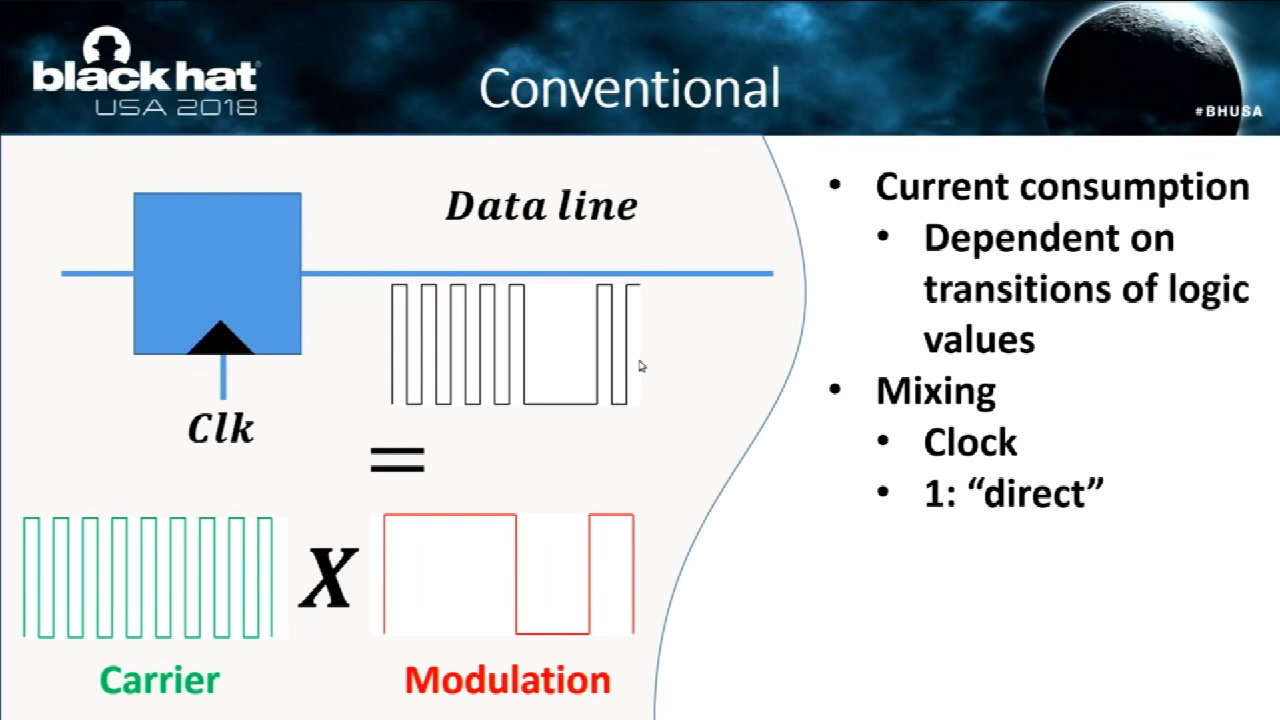 black hat
USA 2018
Conventional
#BHUSA
Data line
Clk
=
X
Carrier
Modulation
• Current consumption
• Dependent on
transitions of logic
values
• Mixing
• Clock
• 1: “direct”